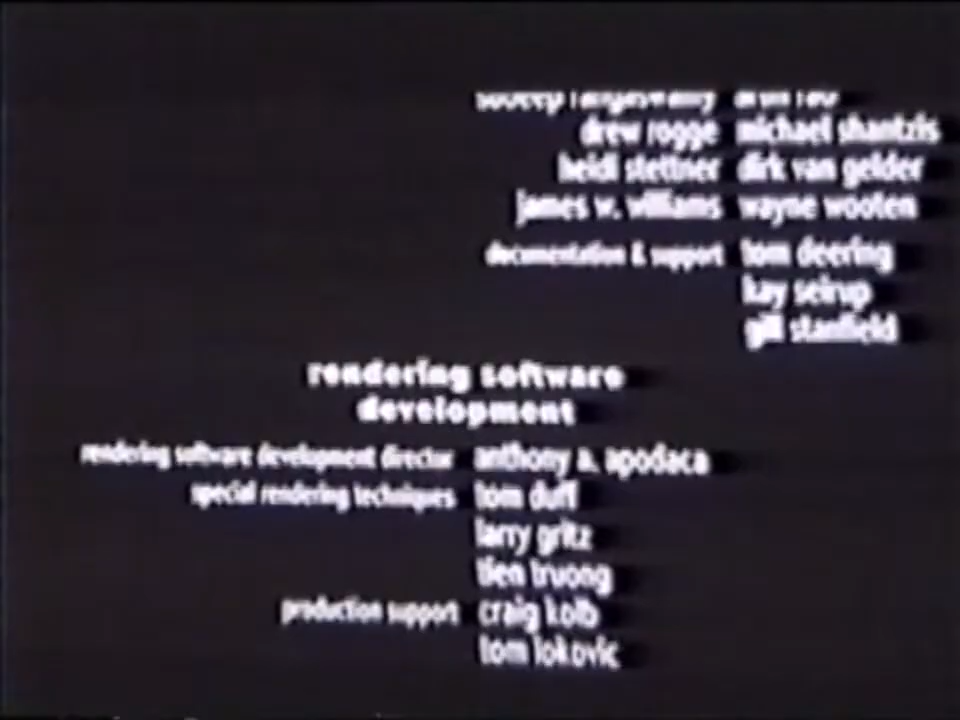 drew rogge michael shantzis
heidi stettner dirk van gelder
james w. williams wayne wooten
documentation & support tom deering
kay seirup
gill stanfield
rendering software
development
rendering software development director anthony a. apodaca
special rendering techniques tom duff
larry gritz
tien truong
production support craig kolb
tom lokovic